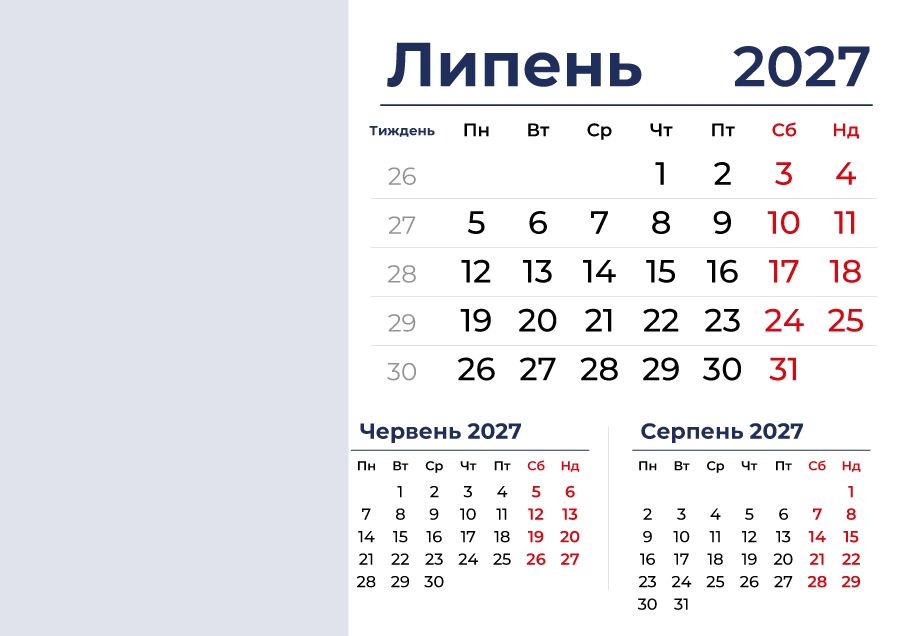 Липень 2027
Тиждень Пн Вт Ср Чт Пт Сб Нд
26 1 2 3 4
27 5 6 7 8 9 10 11
28 12 13 14 15 16 17 18
29 19 20 21 22 23 24 25
30 26 27 28 29 30 31
Червень 2027
Пн Вт Ср Чт Пт Сб Нд
1 2 3 4 5 6
7 8 9 10 11 12 13
14 15 16 17 18 19 20
21 22 23 24 25 26 27
28 29 30
Серпень 2027
Пн Вт Ср Чт Пт Сб Нд
1
2 3 4 5 6 7 8
9 10 11 12 13 14 15
16 17 18 19 20 21 22
23 24 25 26 27 28 29
30 31